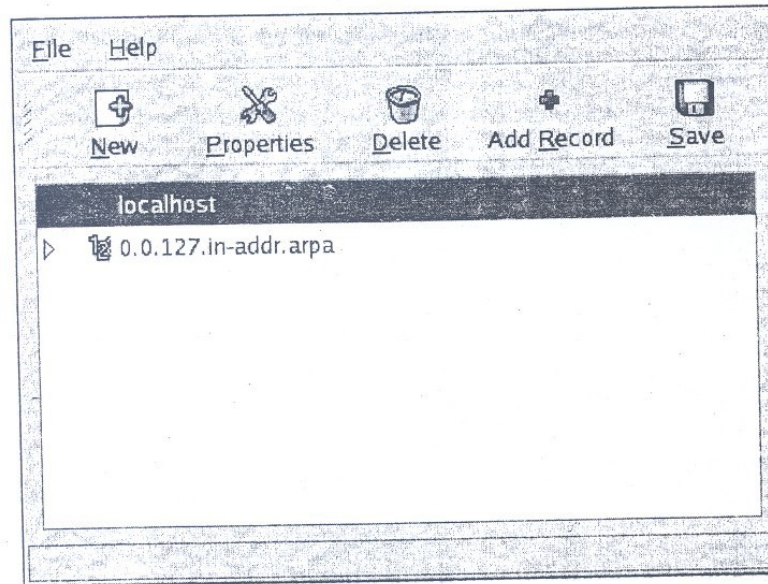 File Help
New Properties Delete Add Record Save
localhost
0.0.127.in-addr.arpa